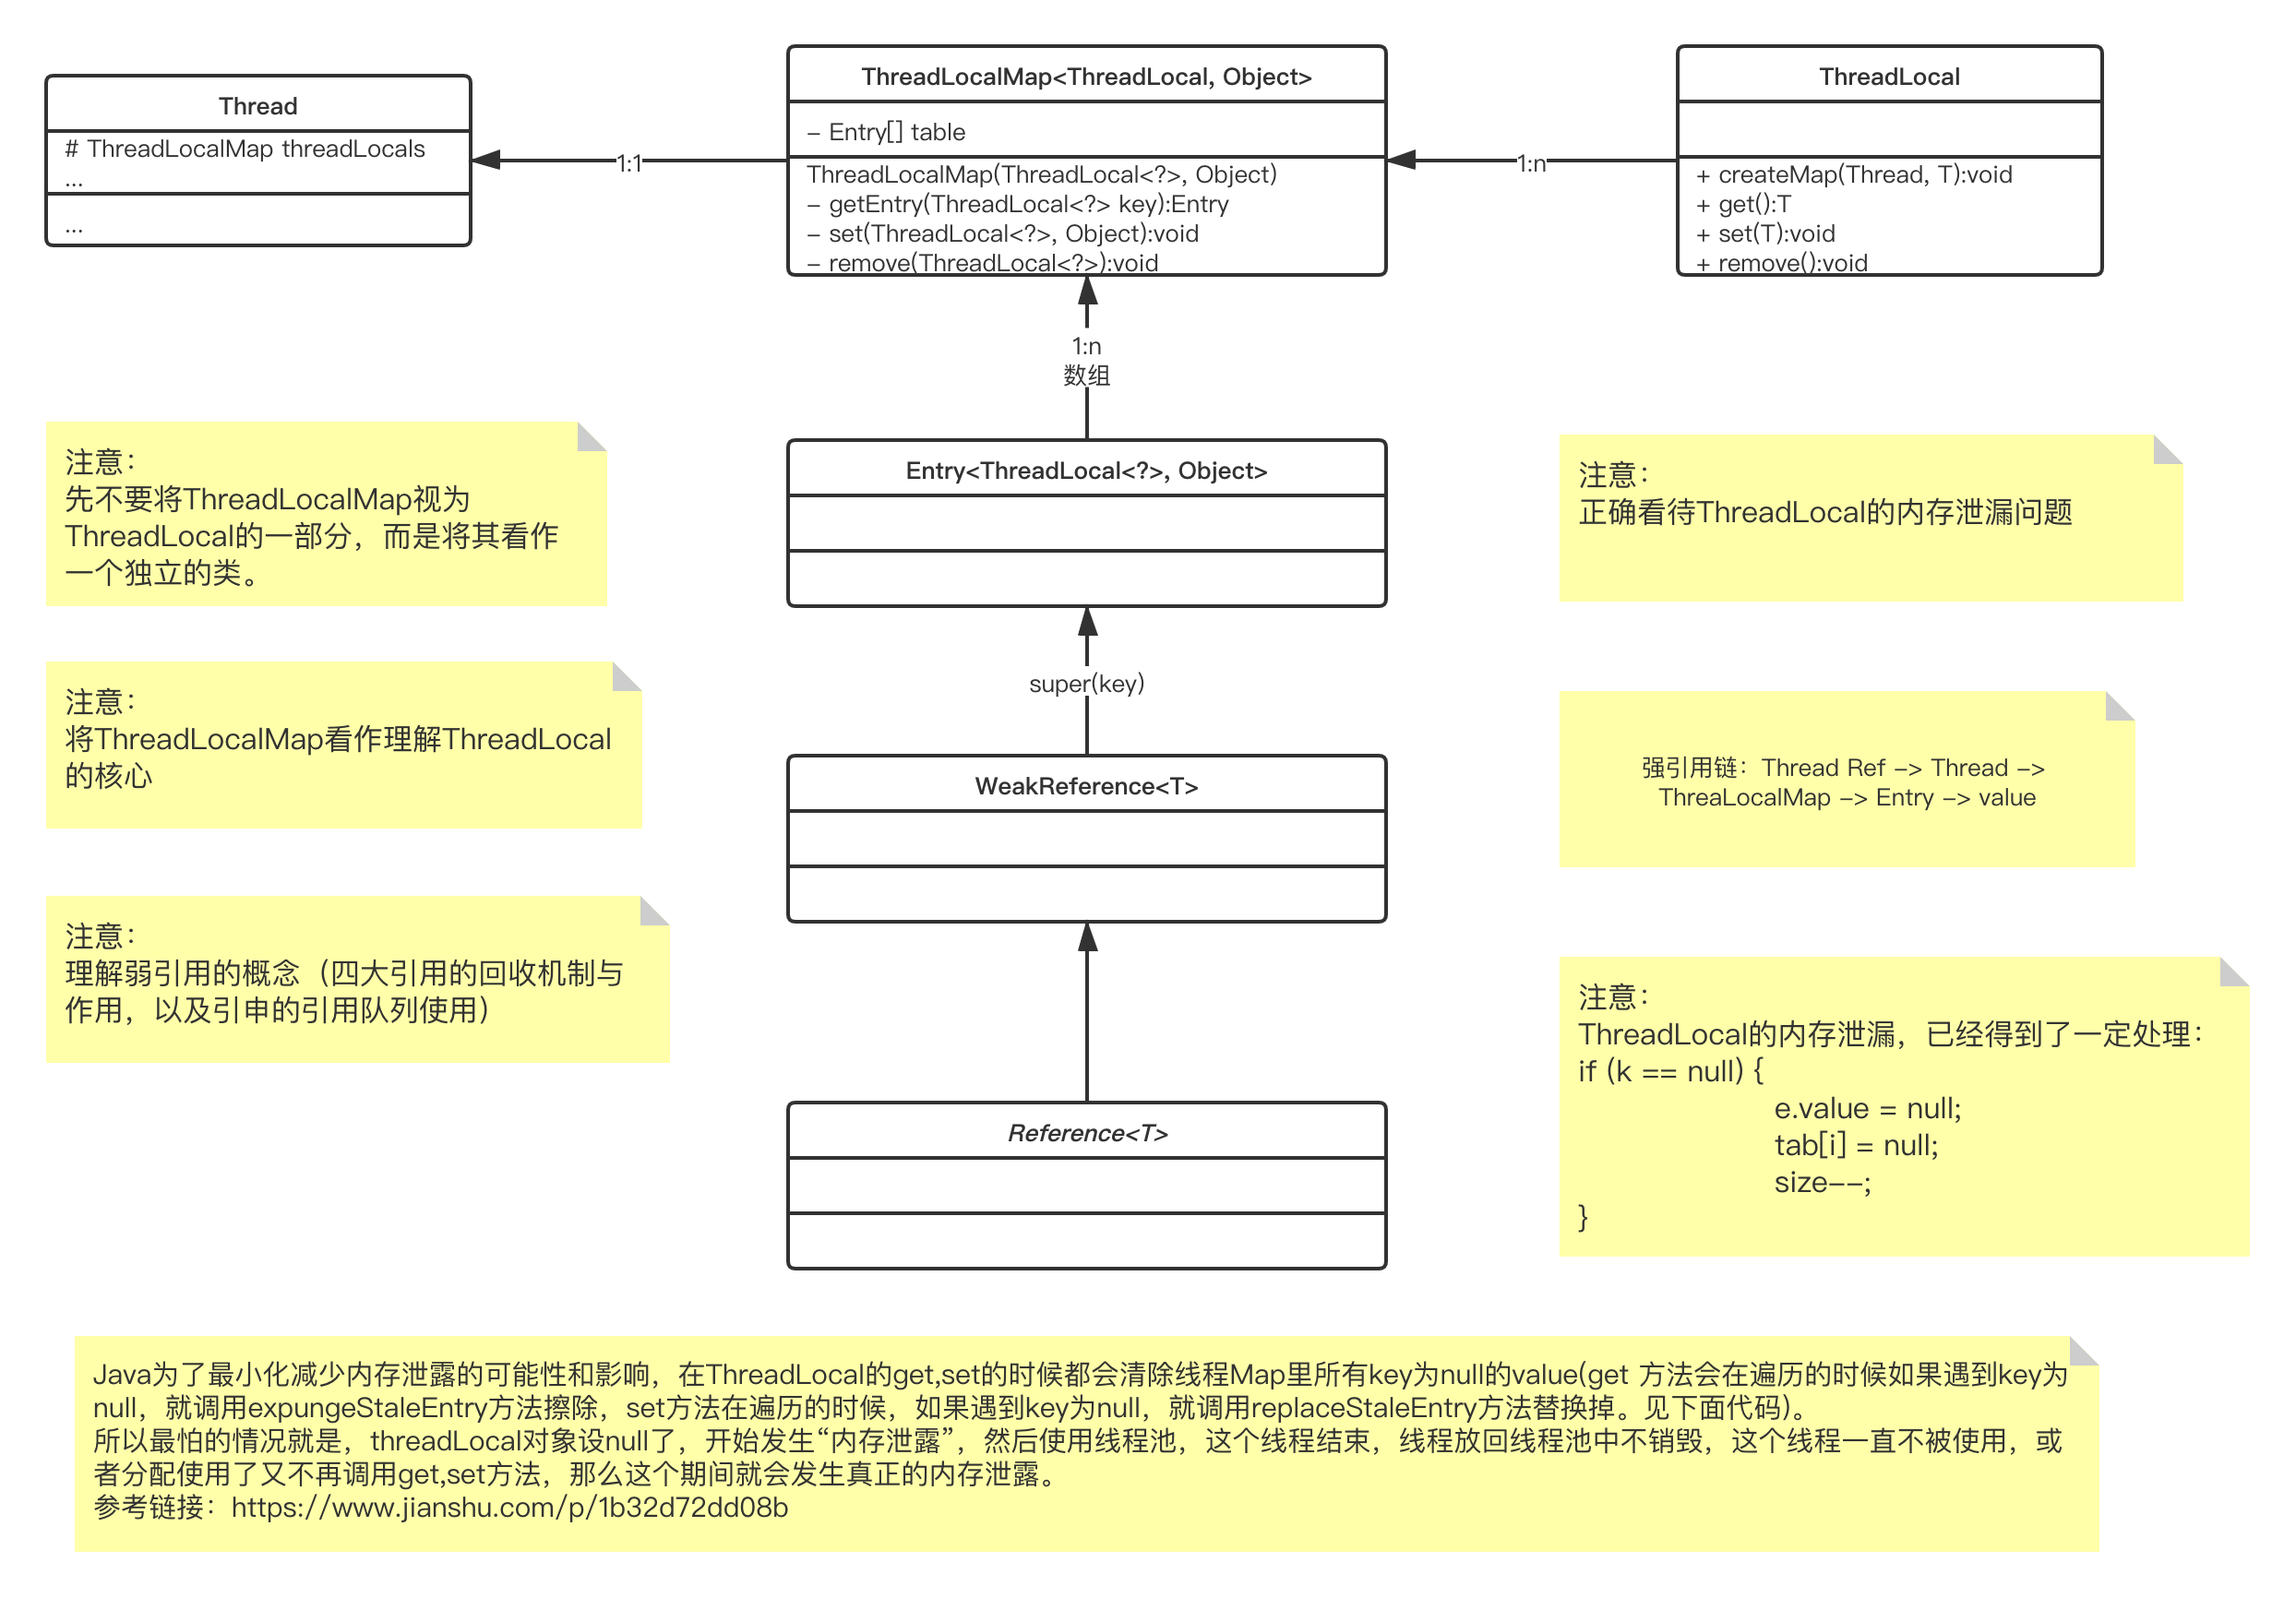 Thread
# ThreadLocalMap threadLocals
...
...
1:1
ThreadLocalMap<ThreadLocal, Object>
- Entry[] table
ThreadLocalMap(ThreadLocal<?>, Object)
- getEntry(ThreadLocal<?> key):Entry
- set(ThreadLocal<?>, Object):void
- remove(ThreadLocal<?>):void
1:n
ThreadLocal
+ createMap(Thread, T):void
+ get():T
+ set(T):void
+ remove():void
1:n
数组
Entry<ThreadLocal<?>, Object>
super(key)
WeakReference<T>
Reference<T>
注意：
先不要将ThreadLocalMap视为
ThreadLocal的一部分，而是将其看作
一个独立的类。
注意：
将ThreadLocalMap看作理解ThreadLocal
的核心
注意：
理解弱引用的概念（四大引用的回收机制与
作用，以及引申的引用队列使用）
注意：
正确看待ThreadLocal的内存泄漏问题
强引用链：Thread Ref -> Thread ->
ThreaLocalMap -> Entry -> value
注意：
ThreadLocal的内存泄漏，已经得到了一定处理：
if (k == null) {
e.value = null;
tab[i] = null;
size--;
}
Java为了最小化减少内存泄露的可能性和影响，在ThreadLocal的get,set的时候都会清除线程Map里所有key为null的value(get 方法会在遍历的时候如果遇到key为
null，就调用expungeStaleEntry方法擦除，set方法在遍历的时候，如果遇到key为null，就调用replaceStaleEntry方法替换掉。见下面代码)。
所以最怕的情况就是，threadLocal对象设null了，开始发生“内存泄露”，然后使用线程池，这个线程结束，线程放回线程池中不销毁，这个线程一直不被使用，或
者分配使用了又不再调用get,set方法，那么这个期间就会发生真正的内存泄露。
参考链接：https://www.jianshu.com/p/1b32d72dd08b